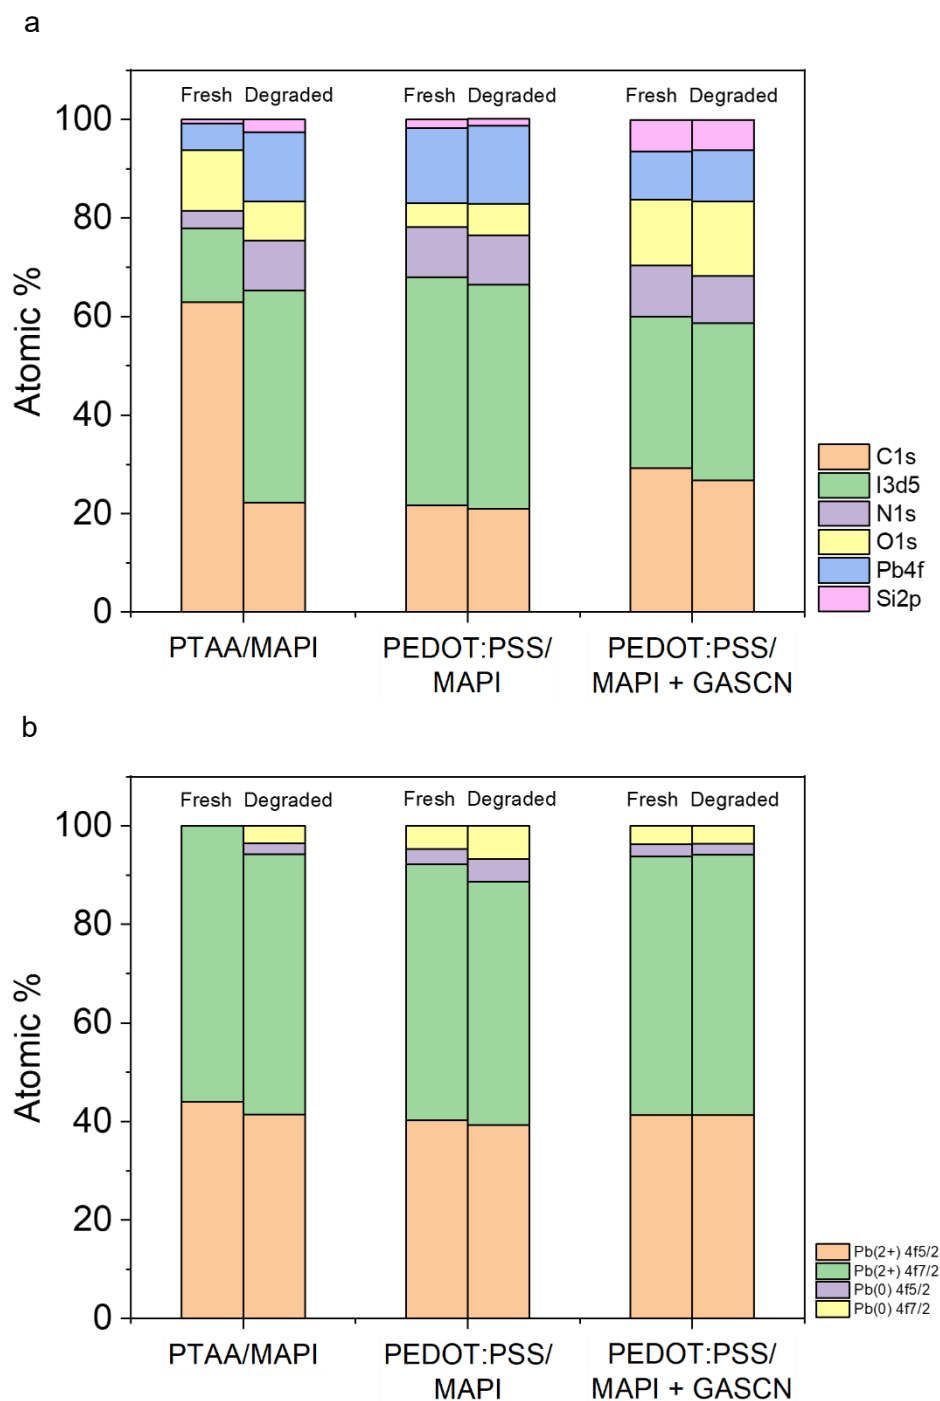 a
Fresh Degraded Fresh Degraded Fresh Degraded
100
80
60
40
20
0
Atomic %
C1s
I3d5
N1s
O1s
Pb4f
Si2p
PTAA/MAPI
PEDOT:PSS/
MAPI
PEDOT:PSS/
MAPI + GASCN
b
Fresh Degraded Fresh Degraded Fresh Degraded
100
80
60
40
20
0
Atomic %
Pb(2+) 4f5/2
Pb(2+) 4f7/2
Pb(0) 4f5/2
Pb(0) 4f7/2
PTAA/MAPI
PEDOT:PSS/
MAPI
PEDOT:PSS/
MAPI + GASCN